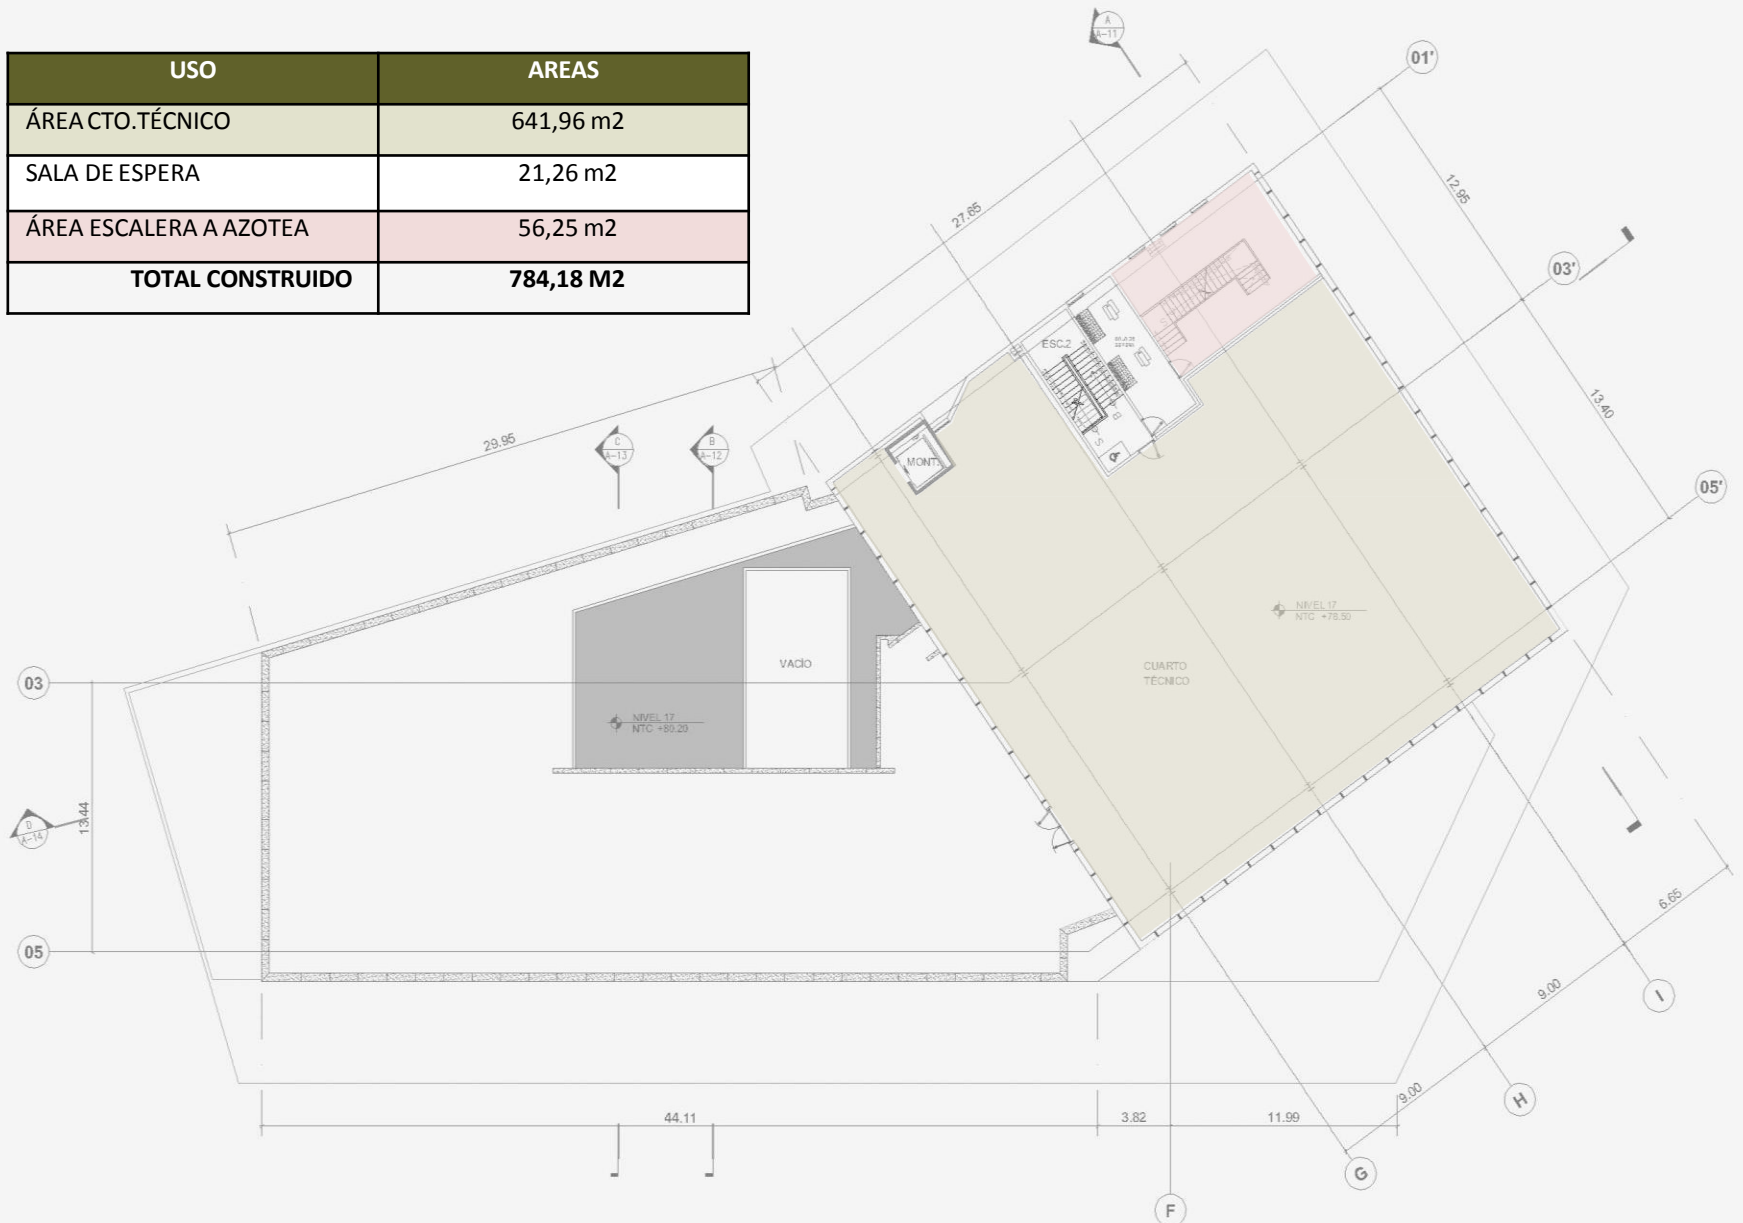 USO AREAS
ÁREA CTO.TÉCNICO 641,96 m2
SALA DE ESPERA 21,26 m2
ÁREA ESCALERA A AZOTEA 56,25 m2
TOTAL CONSTRUIDO 784,18 M2
A
A-11
01'
27.65
12.95
03'
ESC.2
29.95
C
A-13
B
A-12
13.40
MONT.
B
S
05'
NIVEL 17
NTC +78.50
CUARTO
TÉCNICO
VACÍO
03
NIVEL 17
NTC +80.20
D
A-14
13.44
05
6.65
9.00
I
9.00
H
44.11
3.82
11.99
G
F